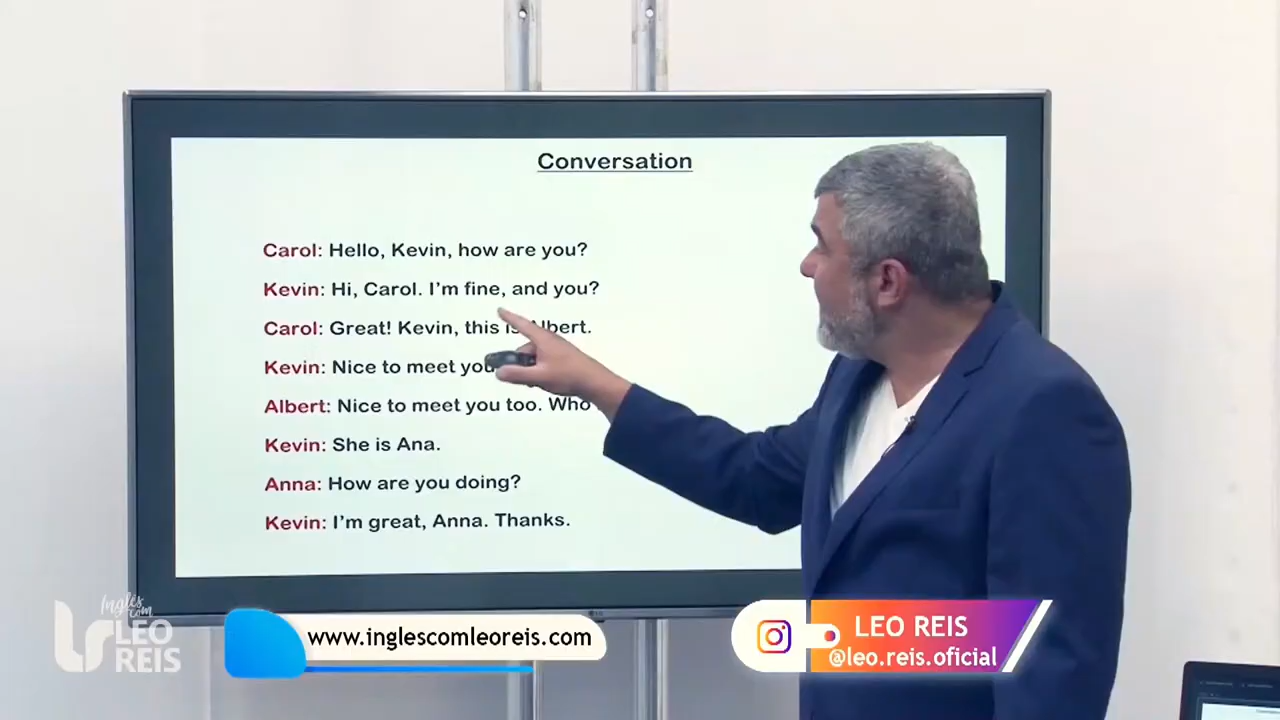 Conversation
Carol: Hello, Kevin, how are you?
Kevin: Hi, Carol. I'm fine, and you?
Carol: Great! Kevin, this is Albert.
Kevin: Nice to meet you
Albert: Nice to meet you too. Who
Kevin: She is Ana.
Anna: How are you doing?
Kevin: I'm great, Anna. Thanks.
Inglês com
LEO
REIS
www.inglescomleoreis.com
LEO REIS
@leo.reis.oficial